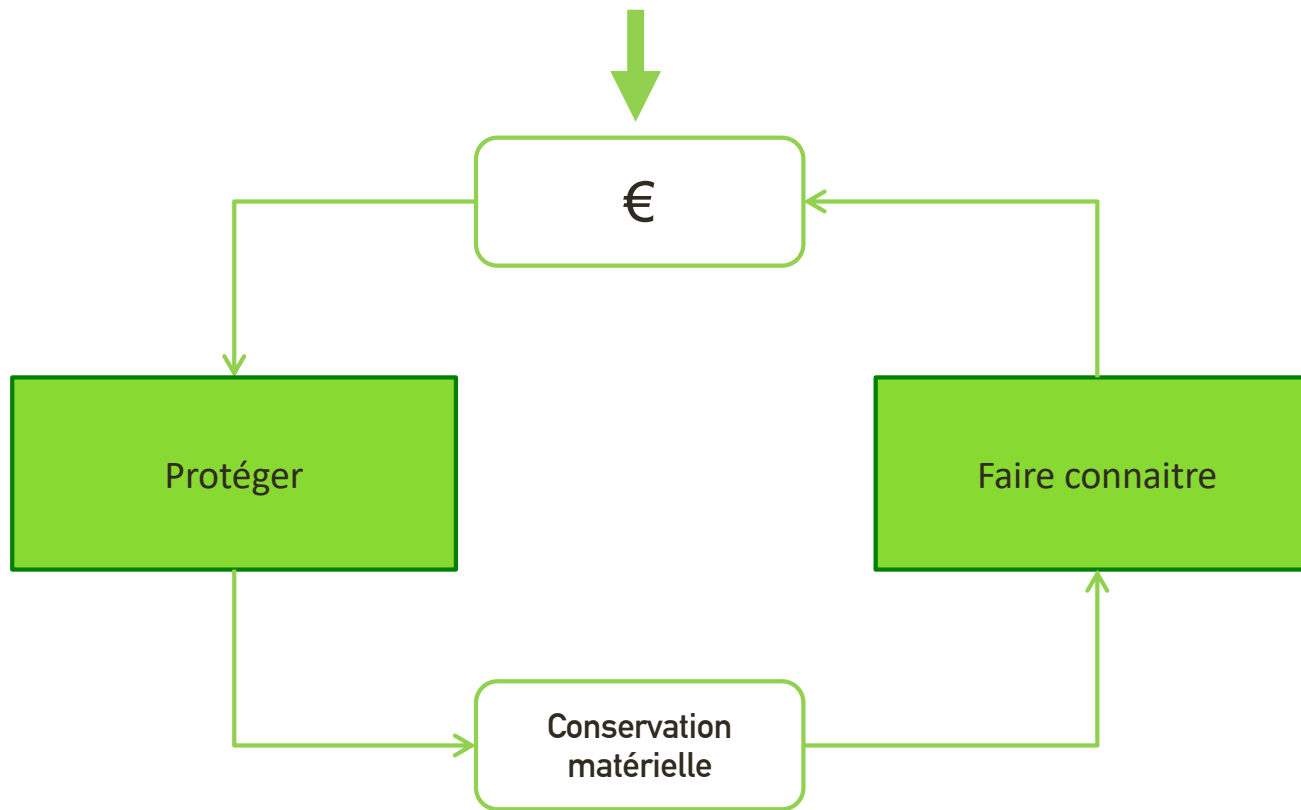 €
Protéger
Faire connaitre
Conservation
matérielle